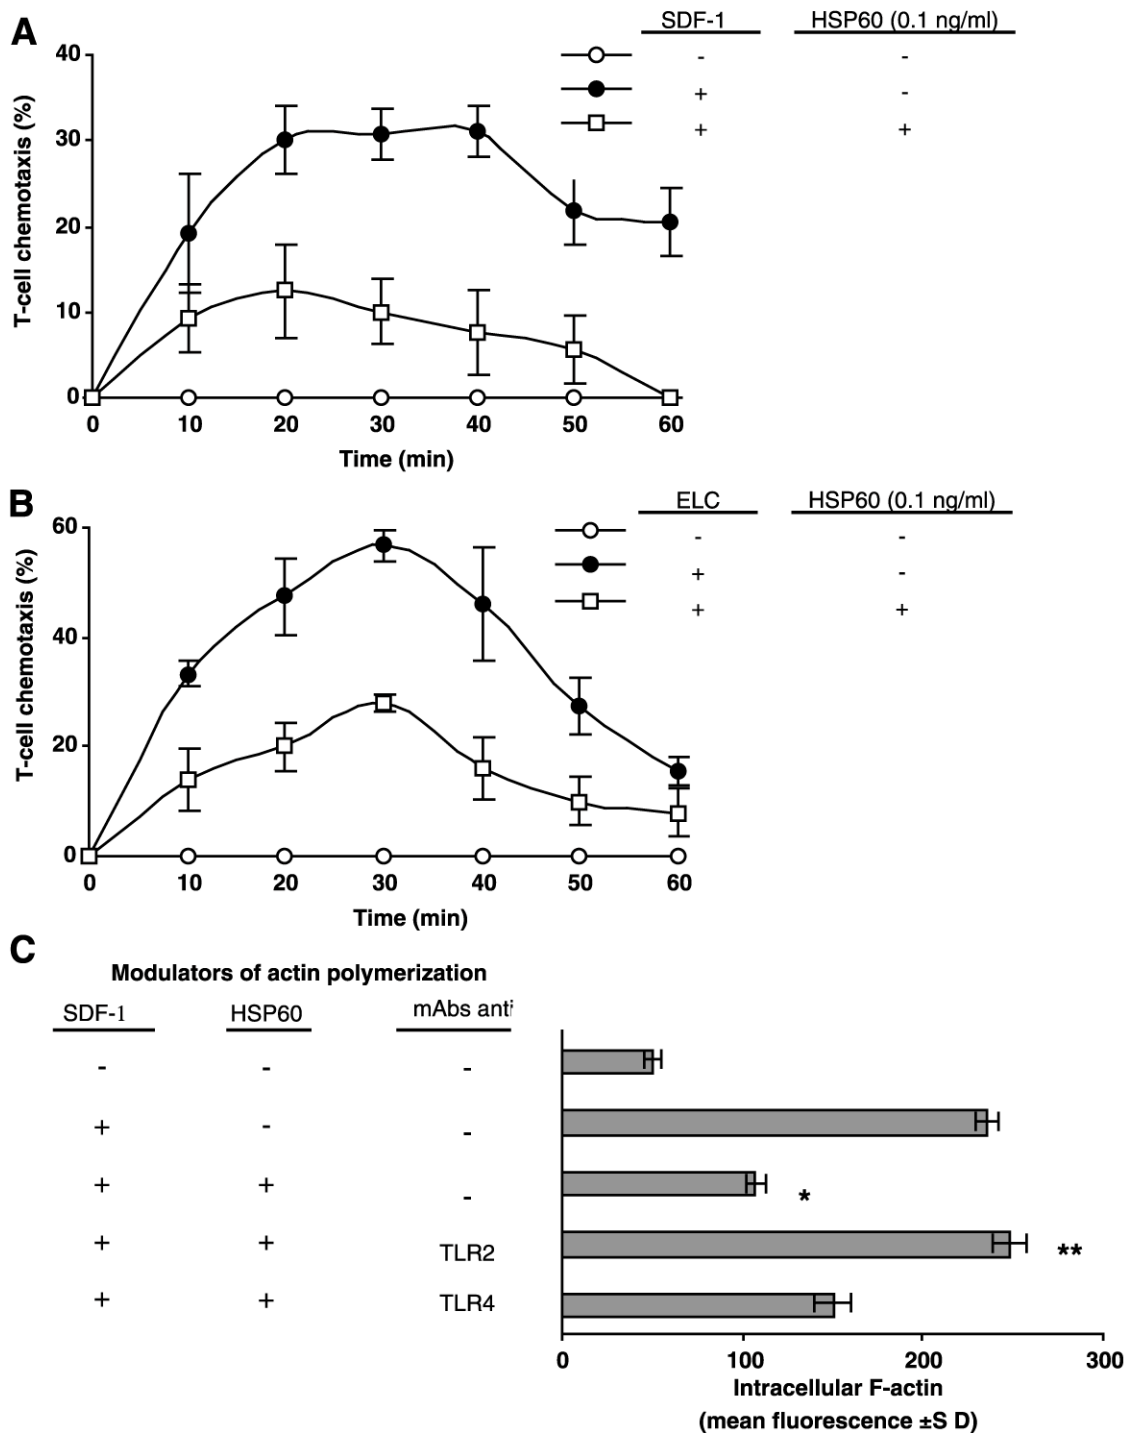 A
SDF-1 HSP60 (0.1 ng/ml)
- -
+ -
+ +
T-cell chemotaxis (%)
40
30
20
10
0
0 10 20 30 40 50 60
Time (min)
B
ELC HSP60 (0.1 ng/ml)
- -
+ -
+ +
T-cell chemotaxis (%)
60
40
20
0
0 10 20 30 40 50 60
Time (min)
C
Modulators of actin polymerization
SDF-1 HSP60 mAbs anti
- - -
+ - -
+ + - *
+ + TLR2 **
+ + TLR4
0 100 200 300
Intracellular F-actin
(mean fluorescence ±S D)